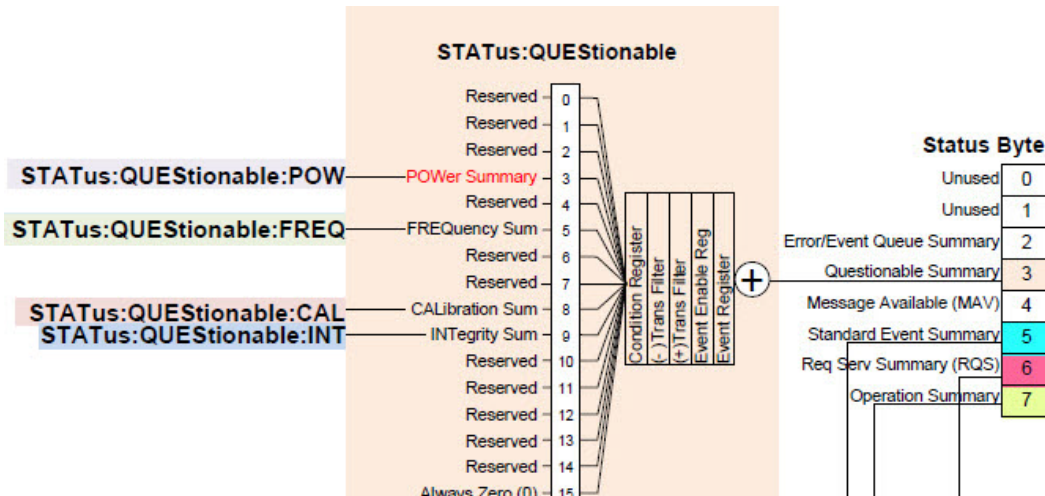 STATus:QUEStionable
Reserved 0
Reserved 1
Reserved 2
STATus:QUEStionable:POW POWer Summary 3
Reserved 4
STATus:QUEStionable:FREQ FREQuency Sum 5
Reserved 6
Reserved 7
STATus:QUEStionable:CAL CALibration Sum 8
STATus:QUEStionable:INT INTegrity Sum 9
Reserved 10
Reserved 11
Reserved 12
Reserved 13
Reserved 14
Always Zero (0) 15
Condition Register
(-)Trans Filter
(+)Trans Filter
Event Enable Reg
Event Register
+
Status Byte
Unused 0
Unused 1
Error/Event Queue Summary 2
Questionable Summary 3
Message Available (MAV) 4
Standard Event Summary 5
Req Serv Summary (RQS) 6
Operation Summary 7